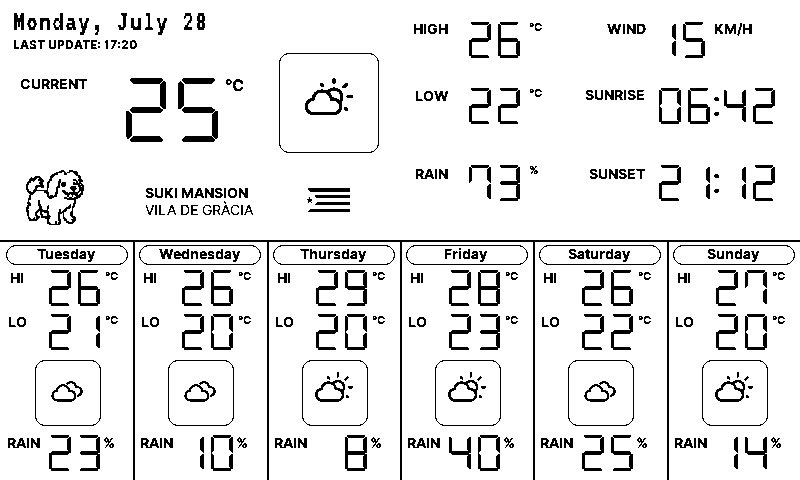 Monday, July 28
LAST UPDATE: 17:20
CURRENT 25 °C
HIGH 26 °C
WIND 15 KM/H
LOW 22 °C
SUNRISE 06:42
RAIN 73 %
SUNSET 21:12
SUKI MANSION
VILA DE GRÀCIA
Tuesday
HI 26 °C
LO 21 °C
RAIN 23 %
Wednesday
HI 26 °C
LO 20 °C
RAIN 10 %
Thursday
HI 29 °C
LO 20 °C
RAIN 8 %
Friday
HI 28 °C
LO 23 °C
RAIN 40 %
Saturday
HI 26 °C
LO 22 °C
RAIN 25 %
Sunday
HI 27 °C
LO 20 °C
RAIN 14 %